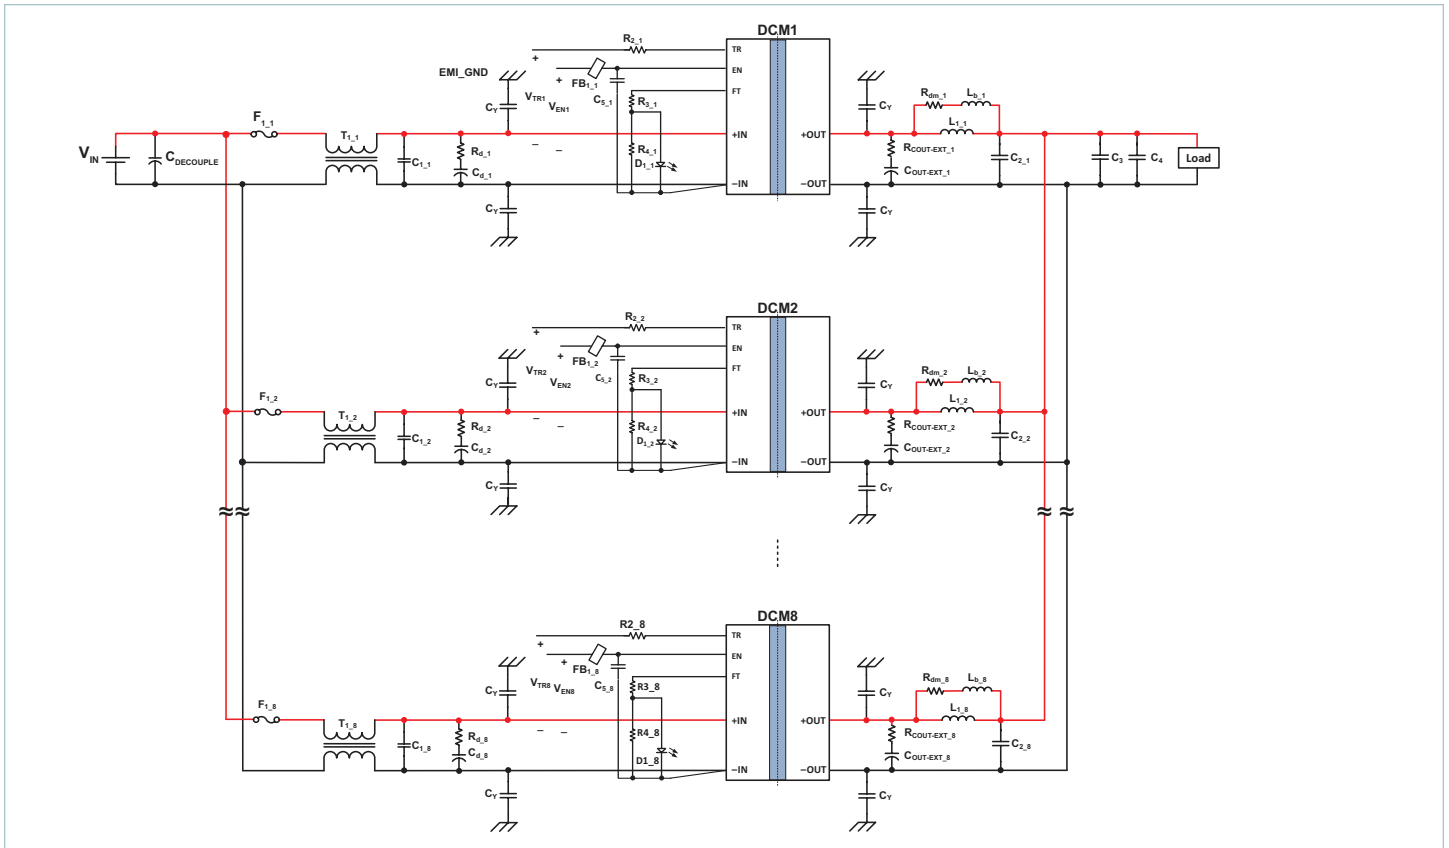 DCM1
R2_1
TR
+
EN
+
FB1_1
EMI_GND
C5_1
FT
VTR1
VEN1
R3_1
CY
CY
Rdm_1
Lb_1
L1_1
F1_1
T1_1
+IN
+OUT
VIN
CDECOUPLE
C1_1
Rd_1
Cd_1
– –
R4_1
D1_1
RCOUT-EXT_1
COUT-EXT_1
C2_1
C3
C4
Load
–IN
–OUT
CY
CY
DCM2
R2_2
TR
+
EN
+
FB1_2
C5_2
FT
VTR2
VEN2
R3_2
CY
CY
Rdm_2
Lb_2
L1_2
F1_2
T1_2
+IN
+OUT
C1_2
Rd_2
Cd_2
– –
R4_2
D1_2
RCOUT-EXT_2
COUT-EXT_2
C2_2
–IN
–OUT
CY
CY
≈ ≈
≈ ≈
DCM8
R2_8
TR
+
EN
+
FB1_8
C5_8
FT
VTR8
VEN8
R3_8
CY
CY
Rdm_8
Lb_8
L1_8
F1_8
T1_8
+IN
+OUT
C1_8
Rd_8
Cd_8
– –
R4_8
D1_8
RCOUT-EXT_8
COUT-EXT_8
C2_8
–IN
–OUT
CY
CY